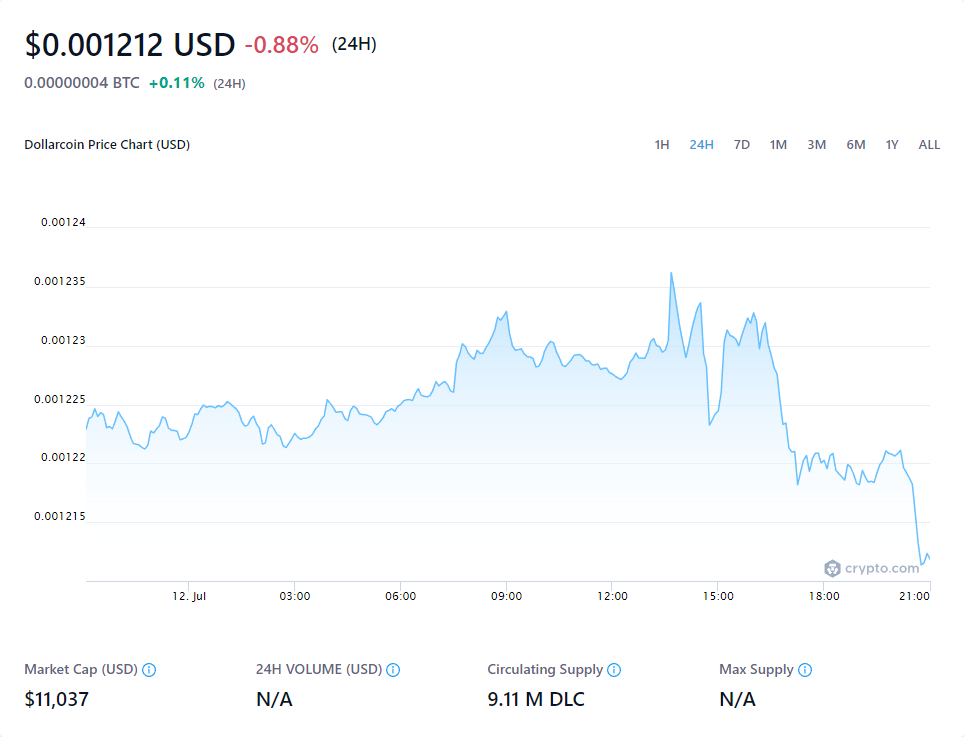 $0.001212 USD -0.88% (24H)
0.00000004 BTC +0.11% (24H)
Dollarcoin Price Chart (USD) 1H 24H 7D 1M 3M 6M 1Y ALL
0.00124
0.001235
0.00123
0.001225
0.00122
0.001215
crypto.com
12. Jul 03:00 06:00 09:00 12:00 15:00 18:00 21:00
Market Cap (USD) 24H VOLUME (USD) Circulating Supply Max Supply
$11,037 N/A 9.11 M DLC N/A